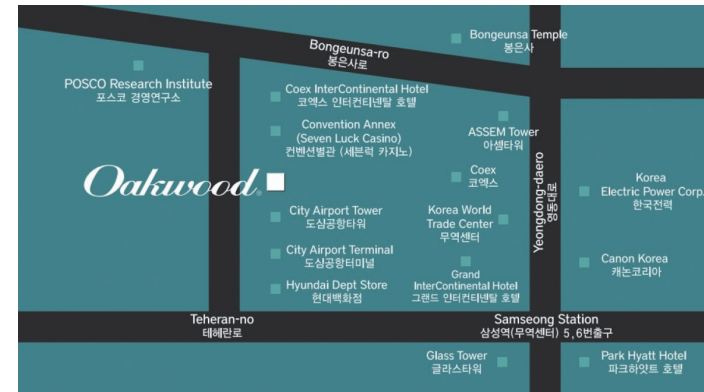 Bongeunsa Temple
봉은사
Bongeunsa-ro
봉은사로
POSCO Research Institute
포스코 경영연구소
Coex InterContinental Hotel
코엑스 인터컨티넨탈 호텔
Convention Annex
(Seven Luck Casino)
컨벤션별관 (세븐럭 카지노)
ASSEM Tower
아셈타워
Oakwood®
Coex
코엑스
Yeongdong-daero
영동대로
Korea
Electric Power Corp.
한국전력
City Airport Tower
도심공항타워
Korea World
Trade Center
무역센터
City Airport Terminal
도심공항터미널
Canon Korea
캐논코리아
Hyundai Dept Store
현대백화점
Grand
InterContinental Hotel
그랜드 인터컨티넨탈 호텔
Teheran-no
테헤란로
Samseong Station
삼성역(무역센터) 5,6번출구
Glass Tower
글라스타워
Park Hyatt Hotel
파크하얏트 호텔